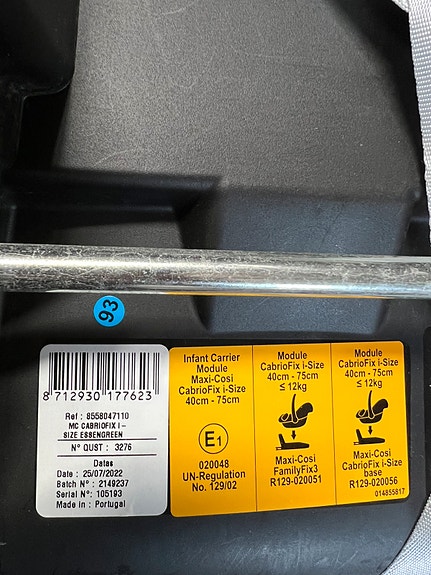 93
8 712930 177623
Ref : 8558047110
MC CABRIOFIX I-
SIZE ESSENGREEN
N° QUST : 3276
Datas
Date : 25/07/2022
Batch N° : 2149237
Serial N°: 105193
Made in : Portugal
Infant Carrier
Module
Maxi-Cosi
CabrioFix i-Size
40cm - 75cm
E1
020048
UN-Regulation
No. 129/02
Module
CabrioFix i-Size
40cm - 75cm
≤ 12kg
Maxi-Cosi
FamilyFix3
R129-020051
Module
CabrioFix i-Size
40cm - 75cm
≤ 12kg
Maxi-Cosi
CabrioFix i-Size
base
R129-020056
014855817